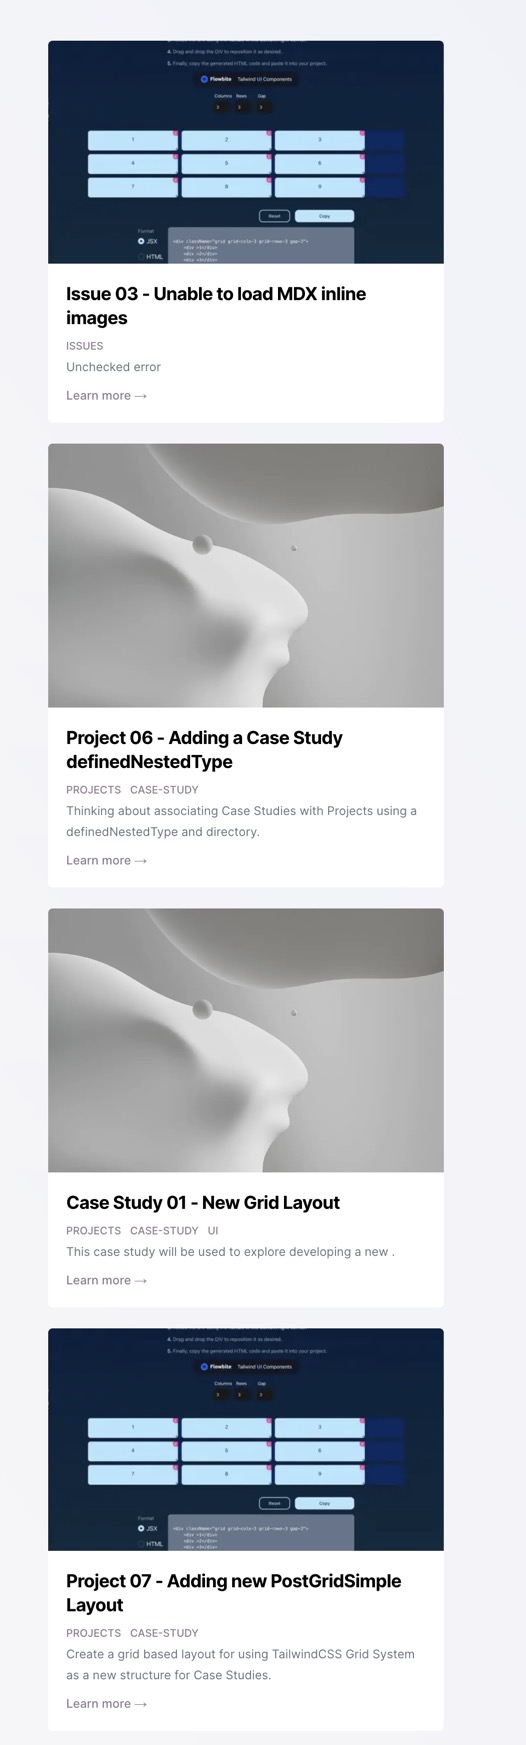 4. Drag and drop the DIV to reposition it as desired.
5. Finally, copy the generated HTML code and paste it into your project.
Flowbite Tailwind UI Components
Columns Rows Gap
3 3 3
1 2 3
4 5 6
7 8 9
Reset Copy
Format
JSX
HTML
<div className="grid grid-cols-3 grid-rows-3 gap-3">
<div >1</div>
<div >2</div>
<div >3</div>
Issue 03 - Unable to load MDX inline
images
ISSUES
Unchecked error
Learn more →
Project 06 - Adding a Case Study
definedNestedType
PROJECTS CASE-STUDY
Thinking about associating Case Studies with Projects using a
definedNestedType and directory.
Learn more →
Case Study 01 - New Grid Layout
PROJECTS CASE-STUDY UI
This case study will be used to explore developing a new .
Learn more →
4. Drag and drop the DIV to reposition it as desired.
5. Finally, copy the generated HTML code and paste it into your project.
Flowbite Tailwind UI Components
Columns Rows Gap
3 3 3
1 2 3
4 5 6
7 8 9
Reset Copy
Format
JSX
HTML
<div className="grid grid-cols-3 grid-rows-3 gap-3">
<div >1</div>
<div >2</div>
<div >3</div>
Project 07 - Adding new PostGridSimple
Layout
PROJECTS CASE-STUDY
Create a grid based layout for using TailwindCSS Grid System
as a new structure for Case Studies.
Learn more →